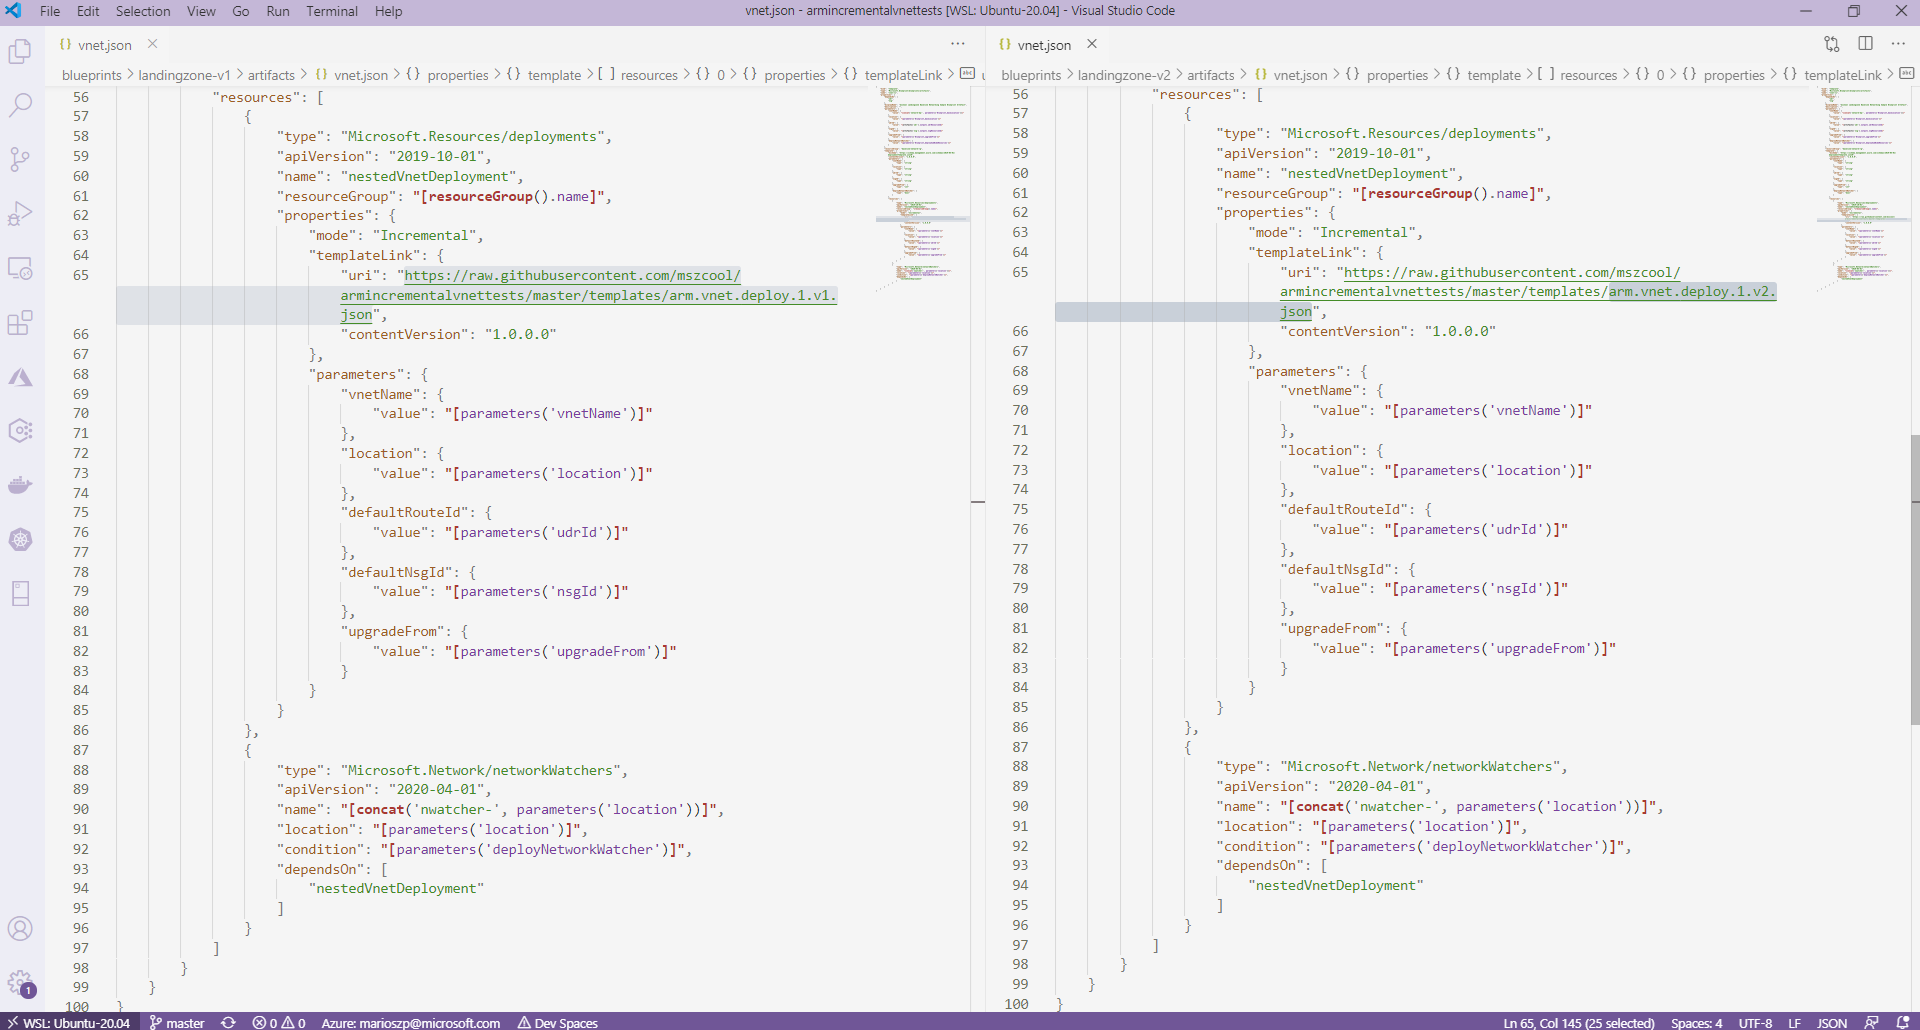 File Edit Selection View Go Run Terminal Help
vnet.json - armincrementalvnettests [WSL: Ubuntu-20.04] - Visual Studio Code
{} vnet.json
blueprints > landingzone-v1 > artifacts > {} vnet.json > {} properties > {} template > [ ] resources > {} 0 > {} properties > {} templateLink >
56 "resources": [
57 {
58 "type": "Microsoft.Resources/deployments",
59 "apiVersion": "2019-10-01",
60 "name": "nestedVnetDeployment",
61 "resourceGroup": "[resourceGroup().name]",
62 "properties": {
63 "mode": "Incremental",
64 "templateLink": {
65 "uri": "https://raw.githubusercontent.com/mszcool/
armincrementalvnettests/master/templates/arm.vnet.deploy.1.v1.
json",
66 "contentVersion": "1.0.0.0"
67 },
68 "parameters": {
69 "vnetName": {
70 "value": "[parameters('vnetName')]"
71 },
72 "location": {
73 "value": "[parameters('location')]"
74 },
75 "defaultRouteId": {
76 "value": "[parameters('udrId')]"
77 },
78 "defaultNsgId": {
79 "value": "[parameters('nsgId')]"
80 },
81 "upgradeFrom": {
82 "value": "[parameters('upgradeFrom')]"
83 }
84 }
85 }
86 },
87 {
88 "type": "Microsoft.Network/networkWatchers",
89 "apiVersion": "2020-04-01",
90 "name": "[concat('nwatcher-', parameters('location'))]",
91 "location": "[parameters('location')]",
92 "condition": "[parameters('deployNetworkWatcher')]",
93 "dependsOn": [
94 "nestedVnetDeployment"
95 ]
96 }
97 ]
98 }
99 }
100 }
{} vnet.json
blueprints > landingzone-v2 > artifacts > {} vnet.json > {} properties > {} template > [ ] resources > {} 0 > {} properties > {} templateLink > abc
56 "resources": [
57 {
58 "type": "Microsoft.Resources/deployments",
59 "apiVersion": "2019-10-01",
60 "name": "nestedVnetDeployment",
61 "resourceGroup": "[resourceGroup().name]",
62 "properties": {
63 "mode": "Incremental",
64 "templateLink": {
65 "uri": "https://raw.githubusercontent.com/mszcool/
armincrementalvnettests/master/templates/arm.vnet.deploy.1.v2.
json",
66 "contentVersion": "1.0.0.0"
67 },
68 "parameters": {
69 "vnetName": {
70 "value": "[parameters('vnetName')]"
71 },
72 "location": {
73 "value": "[parameters('location')]"
74 },
75 "defaultRouteId": {
76 "value": "[parameters('udrId')]"
77 },
78 "defaultNsgId": {
79 "value": "[parameters('nsgId')]"
80 },
81 "upgradeFrom": {
82 "value": "[parameters('upgradeFrom')]"
83 }
84 }
85 }
86 },
87 {
88 "type": "Microsoft.Network/networkWatchers",
89 "apiVersion": "2020-04-01",
90 "name": "[concat('nwatcher-', parameters('location'))]",
91 "location": "[parameters('location')]",
92 "condition": "[parameters('deployNetworkWatcher')]",
93 "dependsOn": [
94 "nestedVnetDeployment"
95 ]
96 }
97 ]
98 }
99 }
100 }
1
WSL: Ubuntu-20.04 master 0 0 Azure: marioszp@microsoft.com Dev Spaces
Ln 65, Col 145 (25 selected) Spaces: 4 UTF-8 LF JSON